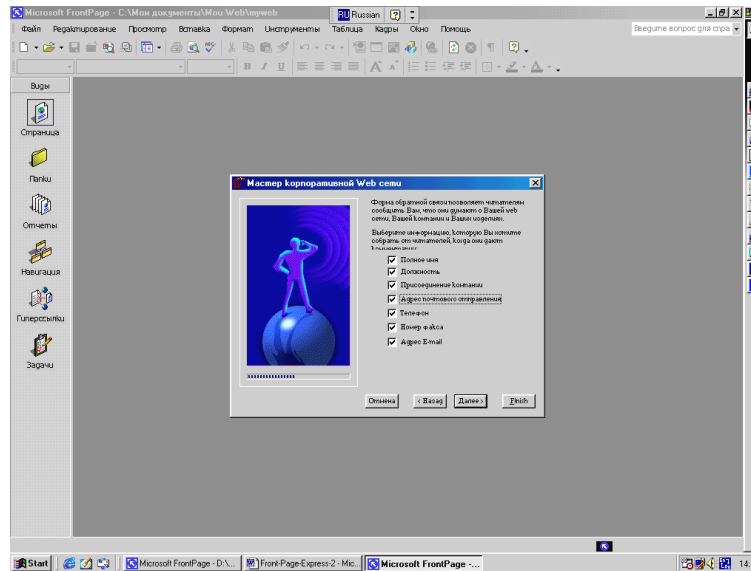 Microsoft FrontPage - C:\Мои документы\Mou Web\myweb
RU Russian
Файл Редактирование Просмотр Вставка Формат Инструменты Таблица Кадры Окно Помощь
Введите вопрос для спра
Виды
Страница
Папки
Отчеты
Навигация
Гиперссылки
Задачи
Мастер корпоративной Web сети
Форма обратной связи позволяет читателям
сообщить Вам, что они думают о Вашей web
сети, Вашей компании и Ваших изделиях.
Выберите информацию, которую Вы хотите
собрать от читателей, когда они дают
комментарии:
Полное имя
Должность
Присоединение компании
Адрес почтового отправления
Телефон
Номер факса
Адрес E-mail
Отмена
< Назад
Далее >
Finish
Start
Microsoft FrontPage - D:\...
Front-Page-Express-2 - Mic...
Microsoft FrontPage -...
14: